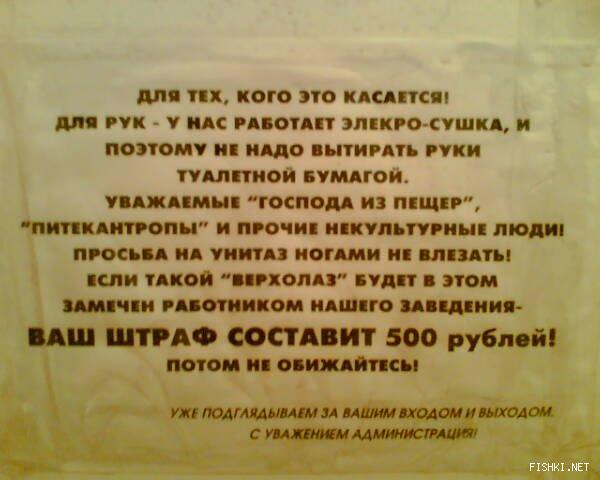 ДЛЯ ТЕХ, КОГО ЭТО КАСАЕТСЯ!
ДЛЯ РУК - У НАС РАБОТАЕТ ЭЛЕКРО-СУШКА, И
ПОЭТОМУ НЕ НАДО ВЫТИРАТЬ РУКИ
ТУАЛЕТНОЙ БУМАГОЙ.
УВАЖАЕМЫЕ "ГОСПОДА ИЗ ПЕЩЕР",
"ПИТЕКАНТРОПЫ" И ПРОЧИЕ НЕКУЛЬТУРНЫЕ ЛЮДИ!
ПРОСЬБА НА УНИТАЗ НОГАМИ НЕ ВЛЕЗАТЬ!
ЕСЛИ ТАКОЙ "ВЕРХОЛАЗ" БУДЕТ В ЭТОМ
ЗАМЕЧЕН РАБОТНИКОМ НАШЕГО ЗАВЕДЕНИЯ-
ВАШ ШТРАФ СОСТАВИТ 500 рублей!
ПОТОМ НЕ ОБИЖАЙТЕСЬ!
УЖЕ ПОДГЛЯДЫВАЕМ ЗА ВАШИМ ВХОДОМ И ВЫХОДОМ.
С УВАЖЕНИЕМ АДМИНИСТРАЦИЯ!
FISHKI.NET